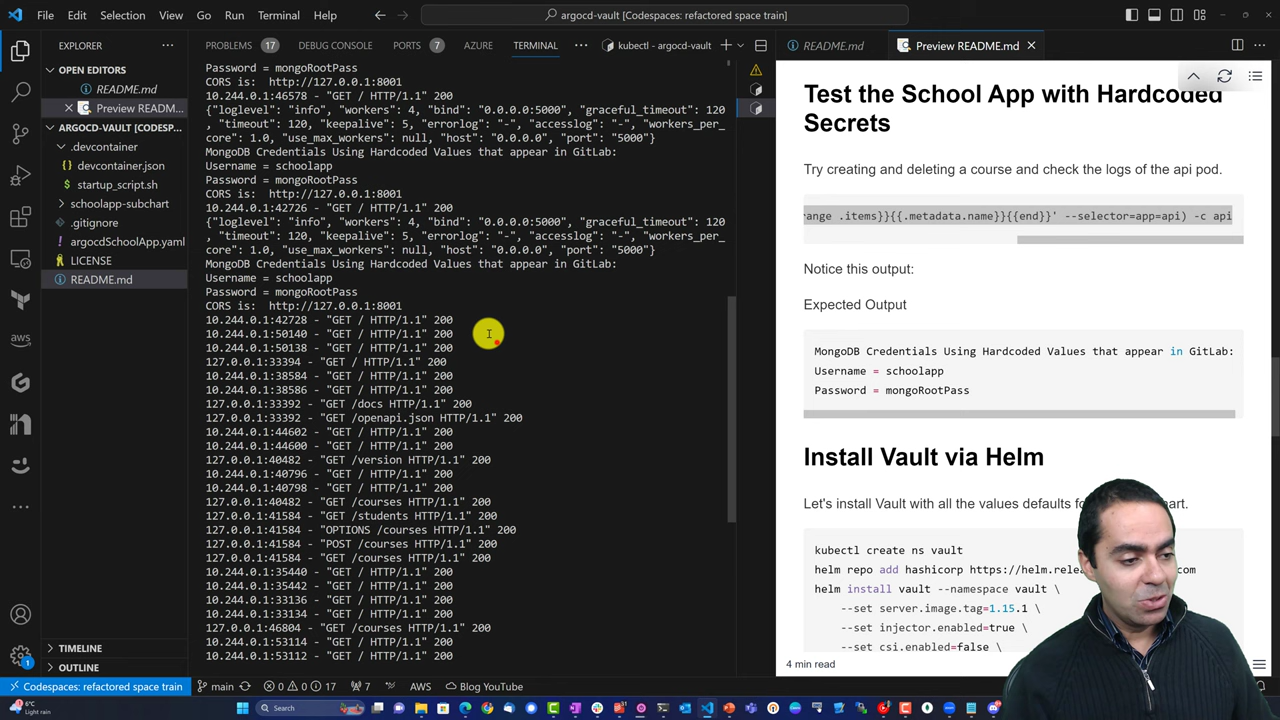 File Edit Selection View Go Run Terminal Help
argocd-vault [Codespaces: refactored space train]
EXPLORER
OPEN EDITORS
README.md
Preview READM...
ARGOCD-VAULT [CODESP...
.devcontainer
devcontainer.json
startup_script.sh
schoolapp-subchart
.gitignore
argocdSchoolApp.yaml
LICENSE
README.md
TIMELINE
OUTLINE
aws
PROBLEMS 17 DEBUG CONSOLE PORTS 7 AZURE TERMINAL kubectl - argocd-vault
Password = mongoRootPass
CORS is:  http://127.0.0.1:8001
10.244.0.1:46578 - "GET / HTTP/1.1" 200
{"loglevel": "info", "workers": 4, "bind": "0.0.0.0:5000", "graceful_timeout": 120
, "timeout": 120, "keepalive": 5, "errorlog": "-", "accesslog": "-", "workers_per_
core": 1.0, "use_max_workers": null, "host": "0.0.0.0", "port": "5000"}
MongoDB Credentials Using Hardcoded Values that appear in GitLab:
Username = schoolapp
Password = mongoRootPass
CORS is:  http://127.0.0.1:8001
10.244.0.1:42726 - "GET / HTTP/1.1" 200
{"loglevel": "info", "workers": 4, "bind": "0.0.0.0:5000", "graceful_timeout": 120
, "timeout": 120, "keepalive": 5, "errorlog": "-", "accesslog": "-", "workers_per_
core": 1.0, "use_max_workers": null, "host": "0.0.0.0", "port": "5000"}
MongoDB Credentials Using Hardcoded Values that appear in GitLab:
Username = schoolapp
Password = mongoRootPass
CORS is:  http://127.0.0.1:8001
10.244.0.1:42728 - "GET / HTTP/1.1" 200
10.244.0.1:50140 - "GET / HTTP/1.1" 200
10.244.0.1:50138 - "GET / HTTP/1.1" 200
127.0.0.1:33394 - "GET / HTTP/1.1" 200
10.244.0.1:38584 - "GET / HTTP/1.1" 200
10.244.0.1:38586 - "GET / HTTP/1.1" 200
127.0.0.1:33392 - "GET /docs HTTP/1.1" 200
127.0.0.1:33392 - "GET /openapi.json HTTP/1.1" 200
10.244.0.1:44602 - "GET / HTTP/1.1" 200
10.244.0.1:44600 - "GET / HTTP/1.1" 200
127.0.0.1:40482 - "GET /version HTTP/1.1" 200
10.244.0.1:40796 - "GET / HTTP/1.1" 200
10.244.0.1:40798 - "GET / HTTP/1.1" 200
127.0.0.1:40482 - "GET /courses HTTP/1.1" 200
127.0.0.1:41584 - "GET /students HTTP/1.1" 200
127.0.0.1:41584 - "OPTIONS /courses HTTP/1.1" 200
127.0.0.1:41584 - "POST /courses HTTP/1.1" 200
127.0.0.1:41584 - "GET /courses HTTP/1.1" 200
10.244.0.1:35440 - "GET / HTTP/1.1" 200
10.244.0.1:35442 - "GET / HTTP/1.1" 200
10.244.0.1:33136 - "GET / HTTP/1.1" 200
10.244.0.1:33134 - "GET / HTTP/1.1" 200
127.0.0.1:46804 - "GET /courses HTTP/1.1" 200
10.244.0.1:53114 - "GET / HTTP/1.1" 200
10.244.0.1:53112 - "GET / HTTP/1.1" 200
README.md Preview README.md
Test the School App with Hardcoded
Secrets
Try creating and deleting a course and check the logs of the api pod.
range .items}}{{.metadata.name}}{{end}}' --selector=app=api) -c api
Notice this output:
Expected Output
MongoDB Credentials Using Hardcoded Values that appear in GitLab:
Username = schoolapp
Password = mongoRootPass
Install Vault via Helm
Let's install Vault with all the values defaults
kubectl create ns vault
helm repo add hashicorp
helm install vault --namespace vault \
--set server.image.tag=1.15.1 \
--set injector.enabled=true \
--set csi.enabled=false \
4 min read
Codespaces: refactored space train main 0 0 17 7 AWS Blog YouTube
6°C
Light rain
Search